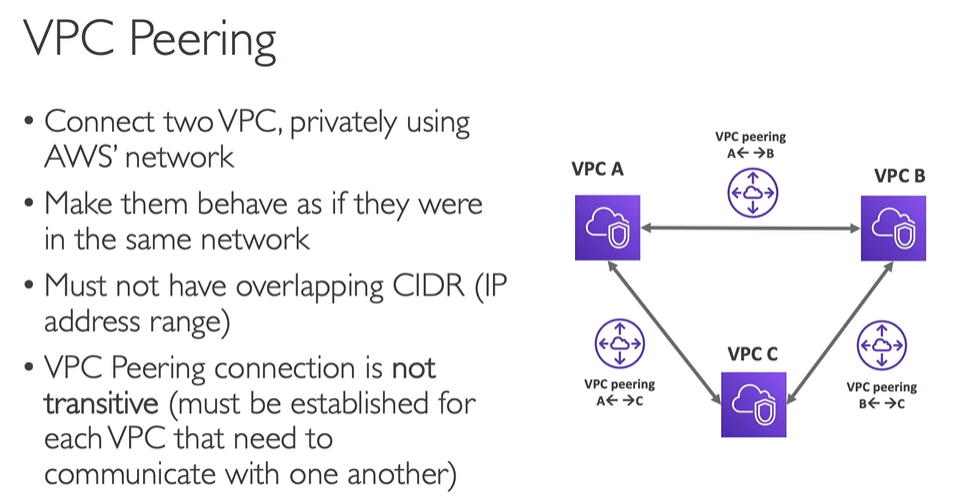 VPC Peering
• Connect two VPC, privately using
AWS' network
• Make them behave as if they were
in the same network
• Must not have overlapping CIDR (IP
address range)
• VPC Peering connection is not
transitive (must be established for
each VPC that need to
communicate with one another)
VPC peering
A← →B
VPC A
VPC B
VPC peering
A← →C
VPC C
VPC peering
B← →C